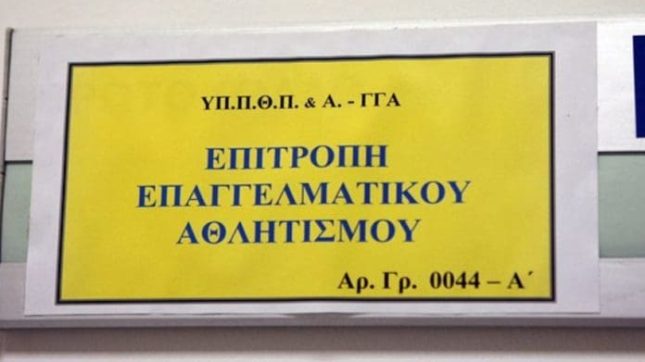 ΥΠ.Π.Θ.Π. & Α. - ΓΓΑ
ΕΠΙΤΡΟΠΗ
ΕΠΑΓΓΕΛΜΑΤΙΚΟΥ
ΑΘΛΗΤΙΣΜΟΥ
Αρ. Γρ. 0044 – Α΄